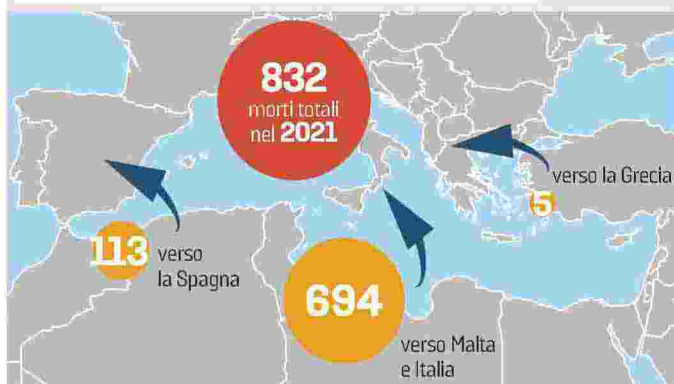 832
morti totali
nel 2021
verso la Grecia
5
113
verso
la Spagna
694
verso Malta
e Italia